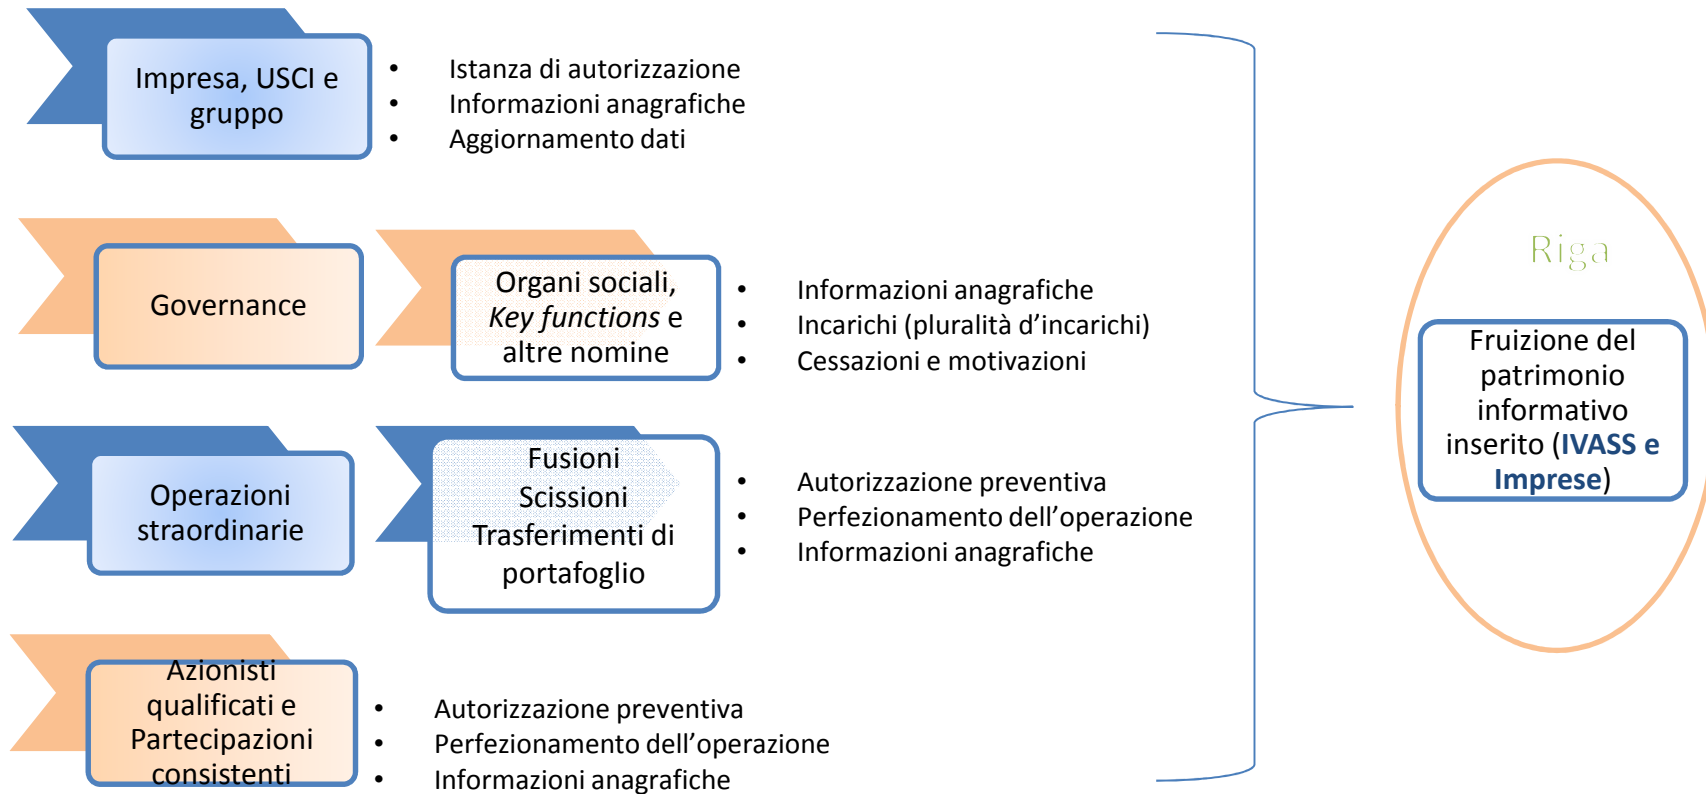 Impresa, USCI e
gruppo
• Istanza di autorizzazione
• Informazioni anagrafiche
• Aggiornamento dati
Governance
Organi sociali,
Key functions e
altre nomine
• Informazioni anagrafiche
• Incarichi (pluralità d'incarichi)
• Cessazioni e motivazioni
Operazioni
straordinarie
Fusioni
Scissioni
Trasferimenti di
portafoglio
• Autorizzazione preventiva
• Perfezionamento dell'operazione
• Informazioni anagrafiche
Azionisti
qualificati e
Partecipazioni
consistenti
• Autorizzazione preventiva
• Perfezionamento dell'operazione
• Informazioni anagrafiche
Riga
Fruizione del
patrimonio
informativo
inserito (IVASS e
Imprese)